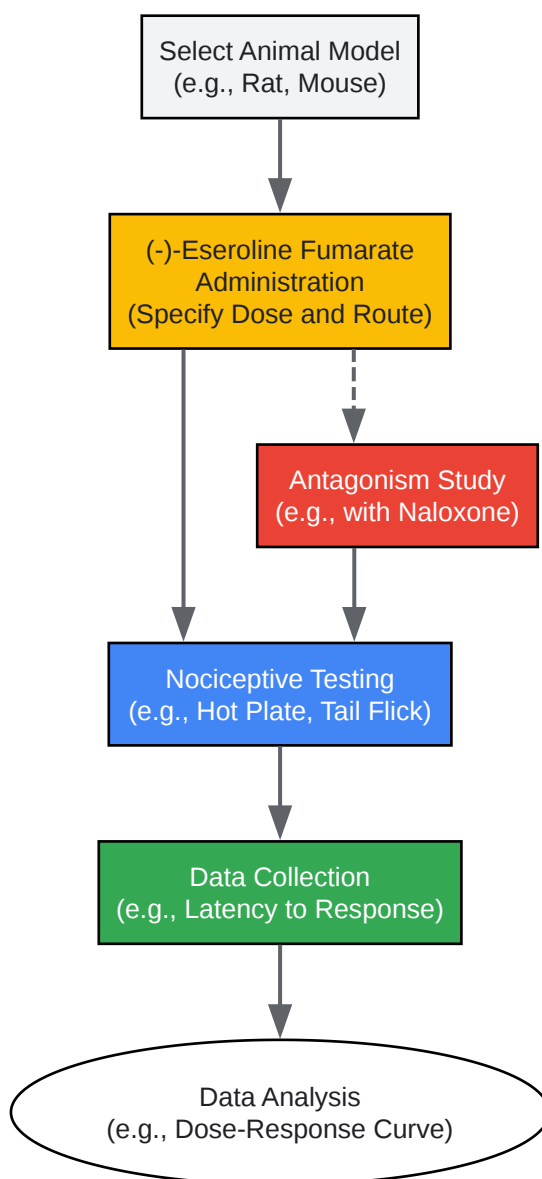 Select Animal Model
(e.g., Rat, Mouse)
(-)-Eseroline Fumarate
Administration
(Specify Dose and Route)
Antagonism Study
(e.g., with Naloxone)
Nociceptive Testing
(e.g., Hot Plate, Tail Flick)
Data Collection
(e.g., Latency to Response)
Data Analysis
(e.g., Dose-Response Curve)